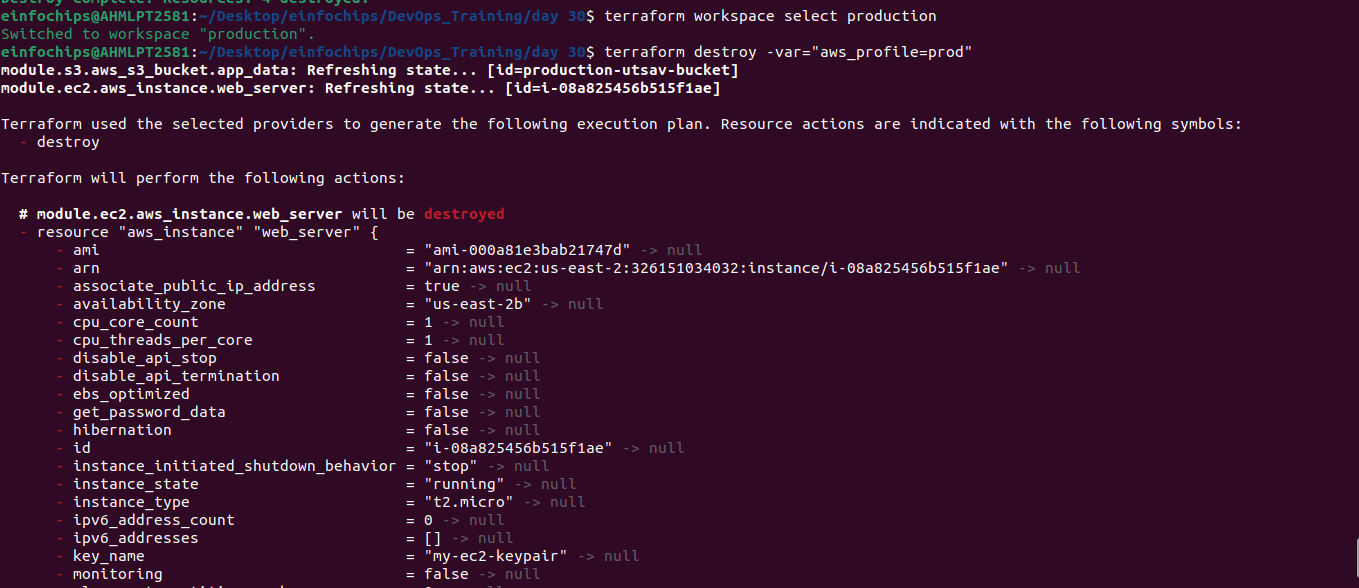 Destroy complete! Resources: 4 destroyed.
einfochips@AHMLPT2581:~/Desktop/einfochips/DevOps_Training/day 30$ terraform workspace select production
Switched to workspace "production".
einfochips@AHMLPT2581:~/Desktop/einfochips/DevOps_Training/day 30$ terraform destroy -var="aws_profile=prod"
module.s3.aws_s3_bucket.app_data: Refreshing state... [id=production-utsav-bucket]
module.ec2.aws_instance.web_server: Refreshing state... [id=i-08a825456b515f1ae]
Terraform used the selected providers to generate the following execution plan. Resource actions are indicated with the following symbols:
- destroy
Terraform will perform the following actions:
# module.ec2.aws_instance.web_server will be destroyed
- resource "aws_instance" "web_server" {
- ami = "ami-000a81e3bab21747d" -> null
- arn = "arn:aws:ec2:us-east-2:326151034032:instance/i-08a825456b515f1ae" -> null
- associate_public_ip_address = true -> null
- availability_zone = "us-east-2b" -> null
- cpu_core_count = 1 -> null
- cpu_threads_per_core = 1 -> null
- disable_api_stop = false -> null
- disable_api_termination = false -> null
- ebs_optimized = false -> null
- get_password_data = false -> null
- hibernation = false -> null
- id = "i-08a825456b515f1ae" -> null
- instance_initiated_shutdown_behavior = "stop" -> null
- instance_state = "running" -> null
- instance_type = "t2.micro" -> null
- ipv6_address_count = 0 -> null
- ipv6_addresses = [] -> null
- key_name = "my-ec2-keypair" -> null
- monitoring = false -> null